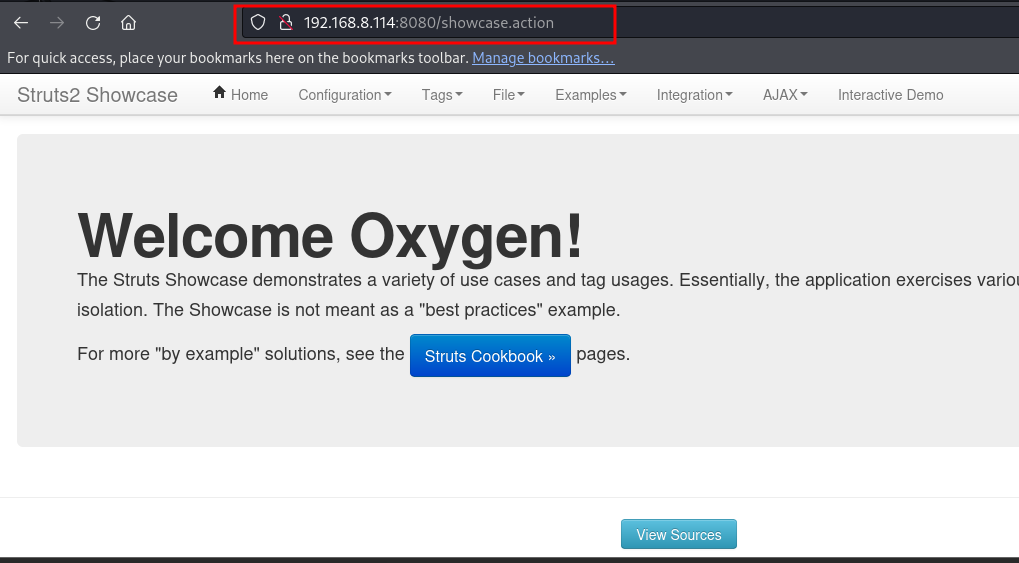 192.168.8.114:8080/showcase.action
For quick access, place your bookmarks here on the bookmarks toolbar. Manage bookmarks…
Struts2 Showcase Home Configuration Tags File Examples Integration AJAX Interactive Demo
Welcome Oxygen!
The Struts Showcase demonstrates a variety of use cases and tag usages. Essentially, the application exercises
isolation. The Showcase is not meant as a "best practices" example.
For more "by example" solutions, see the Struts Cookbook » pages.
View Sources